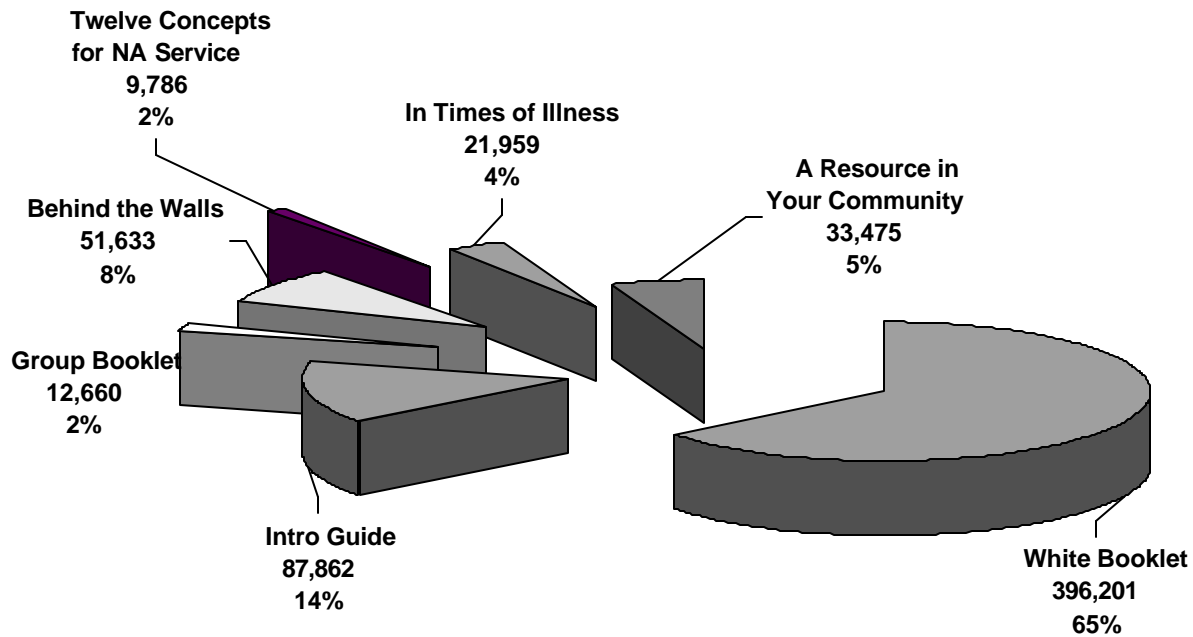 Twelve Concepts
for NA Service
9,786
2%
In Times of Illness
21,959
4%
A Resource in
Your Community
33,475
5%
Behind the Walls
51,633
8%
Group Booklet
12,660
2%
Intro Guide
87,862
14%
White Booklet
396,201
65%